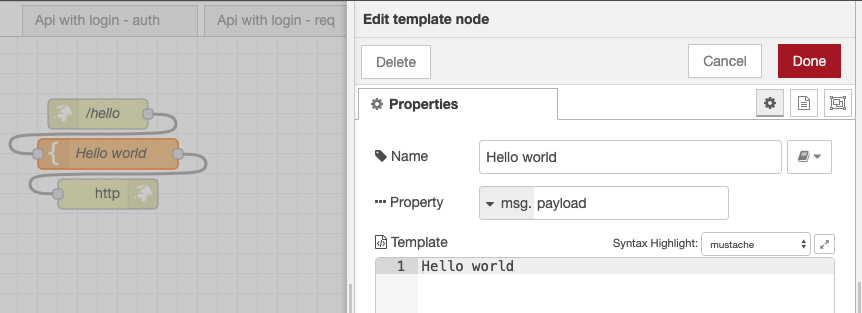 Api with login - auth
Api with login - req
/hello
Hello world
http
Edit template node
Delete
Cancel
Done
Properties
Name
Hello world
Property
msg. payload
Template
Syntax Highlight: mustache
1 Hello world